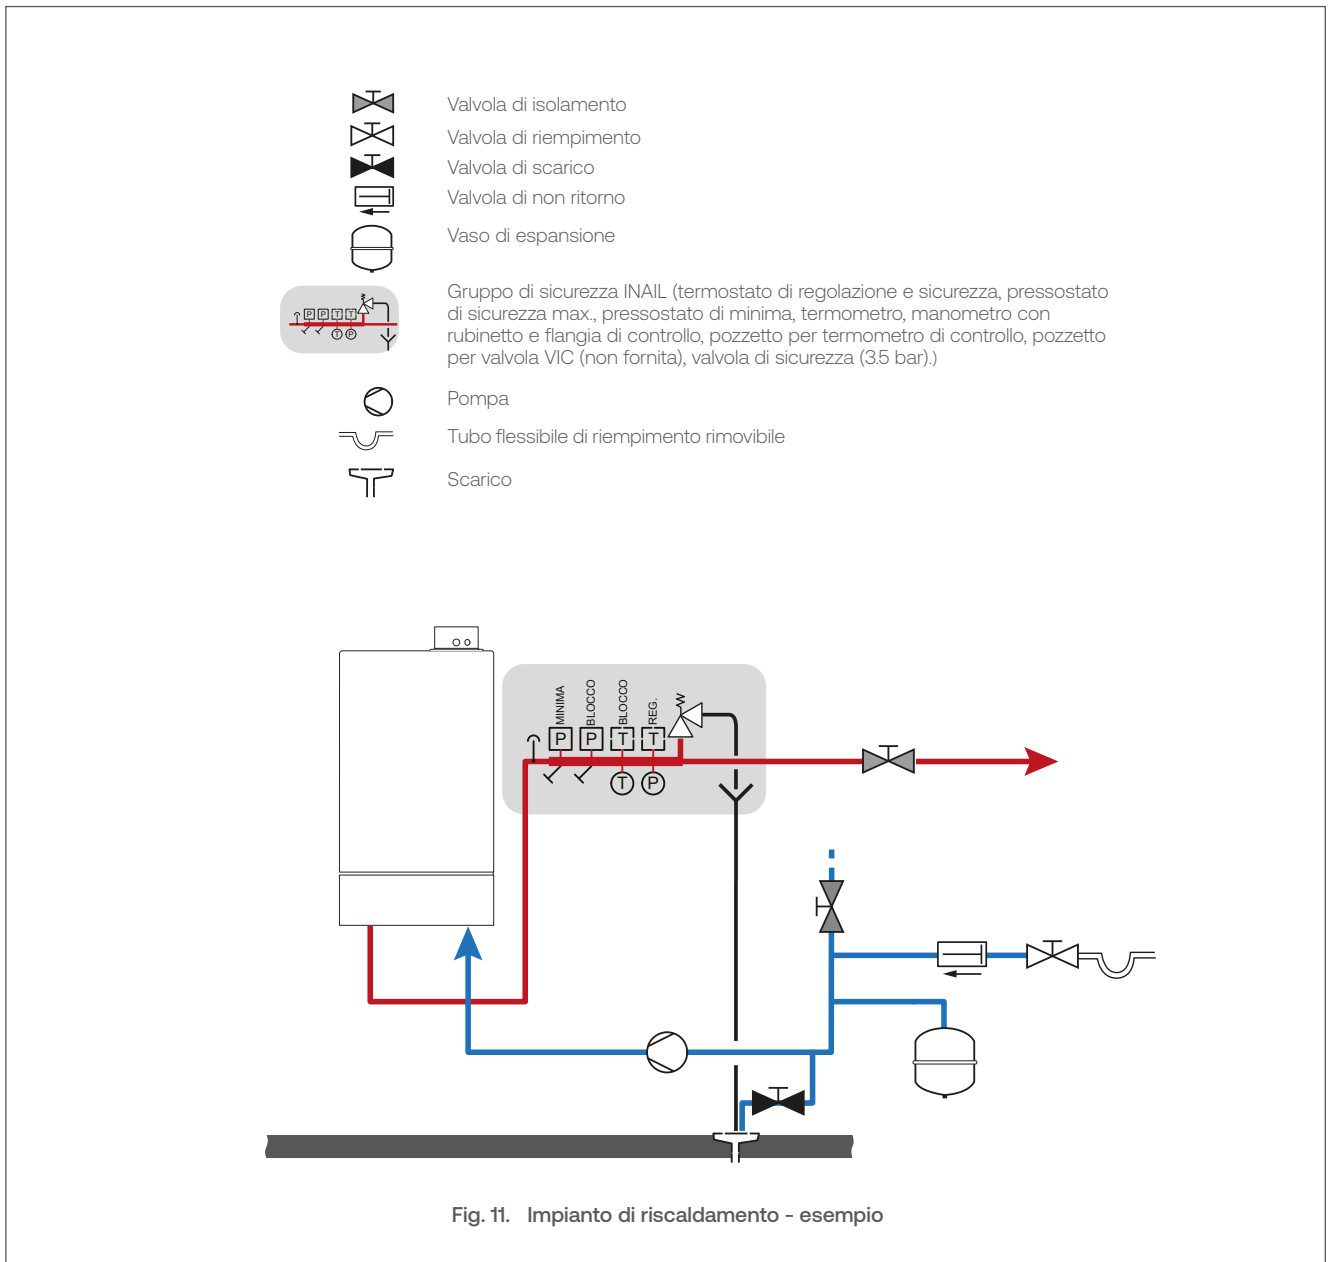 Valvola di isolamento
Valvola di riempimento
Valvola di scarico
Valvola di non ritorno
Vaso di espansione
P P T T
T P
Gruppo di sicurezza INAIL (termostato di regolazione e sicurezza, pressostato
di sicurezza max., pressostato di minima, termometro, manometro con
rubinetto e flangia di controllo, pozzetto per termometro di controllo, pozzetto
per valvola VIC (non fornita), valvola di sicurezza (3.5 bar).)
Pompa
Tubo flessibile di riempimento rimovibile
Scarico
MINIMA
BLOCCO
BLOCCO
REG.
P P T T
T P
Fig. 11. Impianto di riscaldamento - esempio